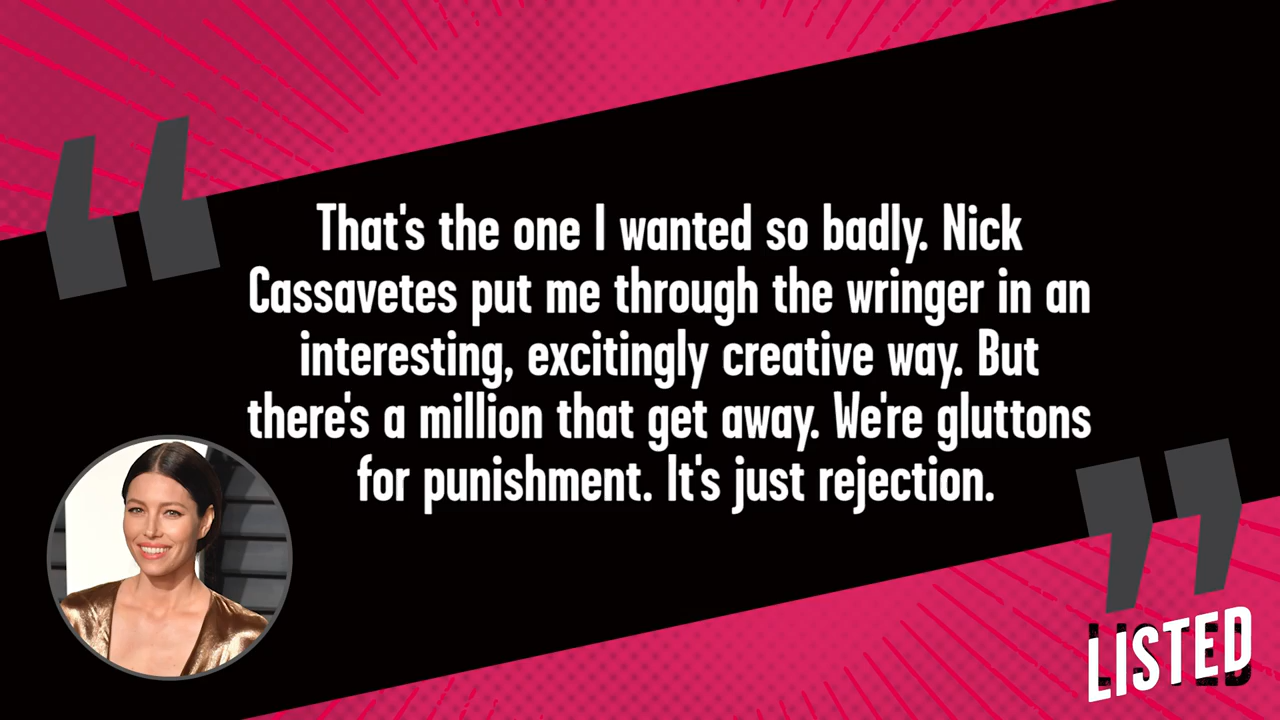 That's the one I wanted so badly. Nick
Cassavetes put me through the wringer in an
interesting, excitingly creative way. But
there's a million that get away. We're gluttons
for punishment. It's just rejection.
LISTED